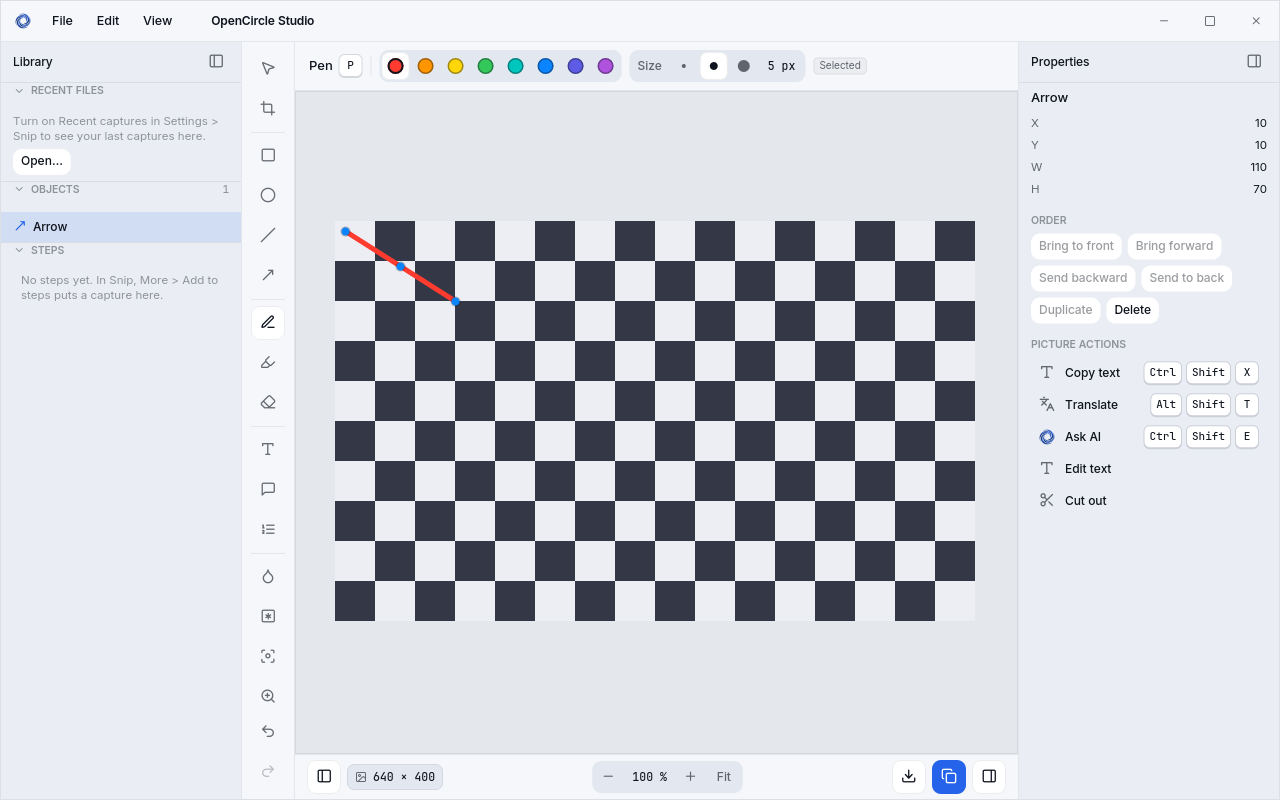 File Edit View OpenCircle Studio
Library
Pen P Size 5 px Selected
Properties
RECENT FILES
Turn on Recent captures in Settings >
Snip to see your last captures here.
Open...
OBJECTS 1
Arrow
STEPS
No steps yet. In Snip, More > Add to
steps puts a capture here.
Arrow
X 10
Y 10
W 110
H 70
ORDER
Bring to front Bring forward
Send backward Send to back
Duplicate Delete
PICTURE ACTIONS
Copy text Ctrl Shift X
Translate Alt Shift T
Ask AI Ctrl Shift E
Edit text
Cut out
640 × 400
− 100 % + Fit